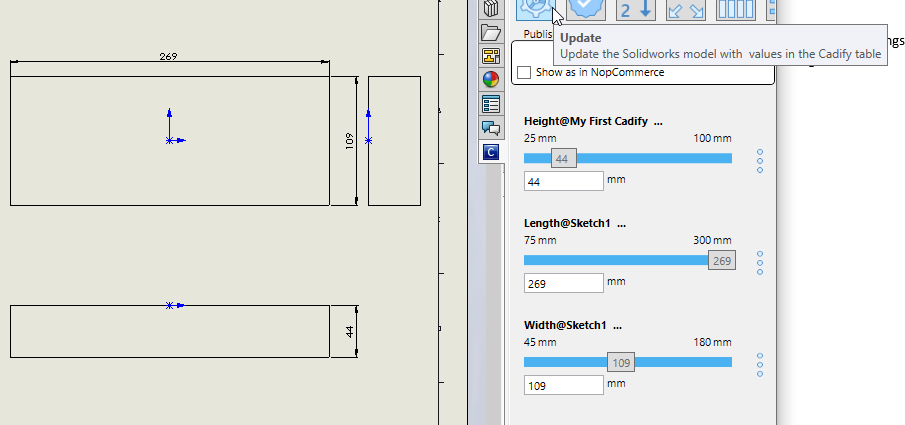 269
109
44
2
Publis
Update
Update the Solidworks model with values in the Cadify table
ngs
Show as in NopCommerce
C
Height@My First Cadify ...
25 mm 100 mm
44
44 mm
Length@Sketch1 ...
75 mm 300 mm
269
269 mm
Width@Sketch1 ...
45 mm 180 mm
109
109 mm